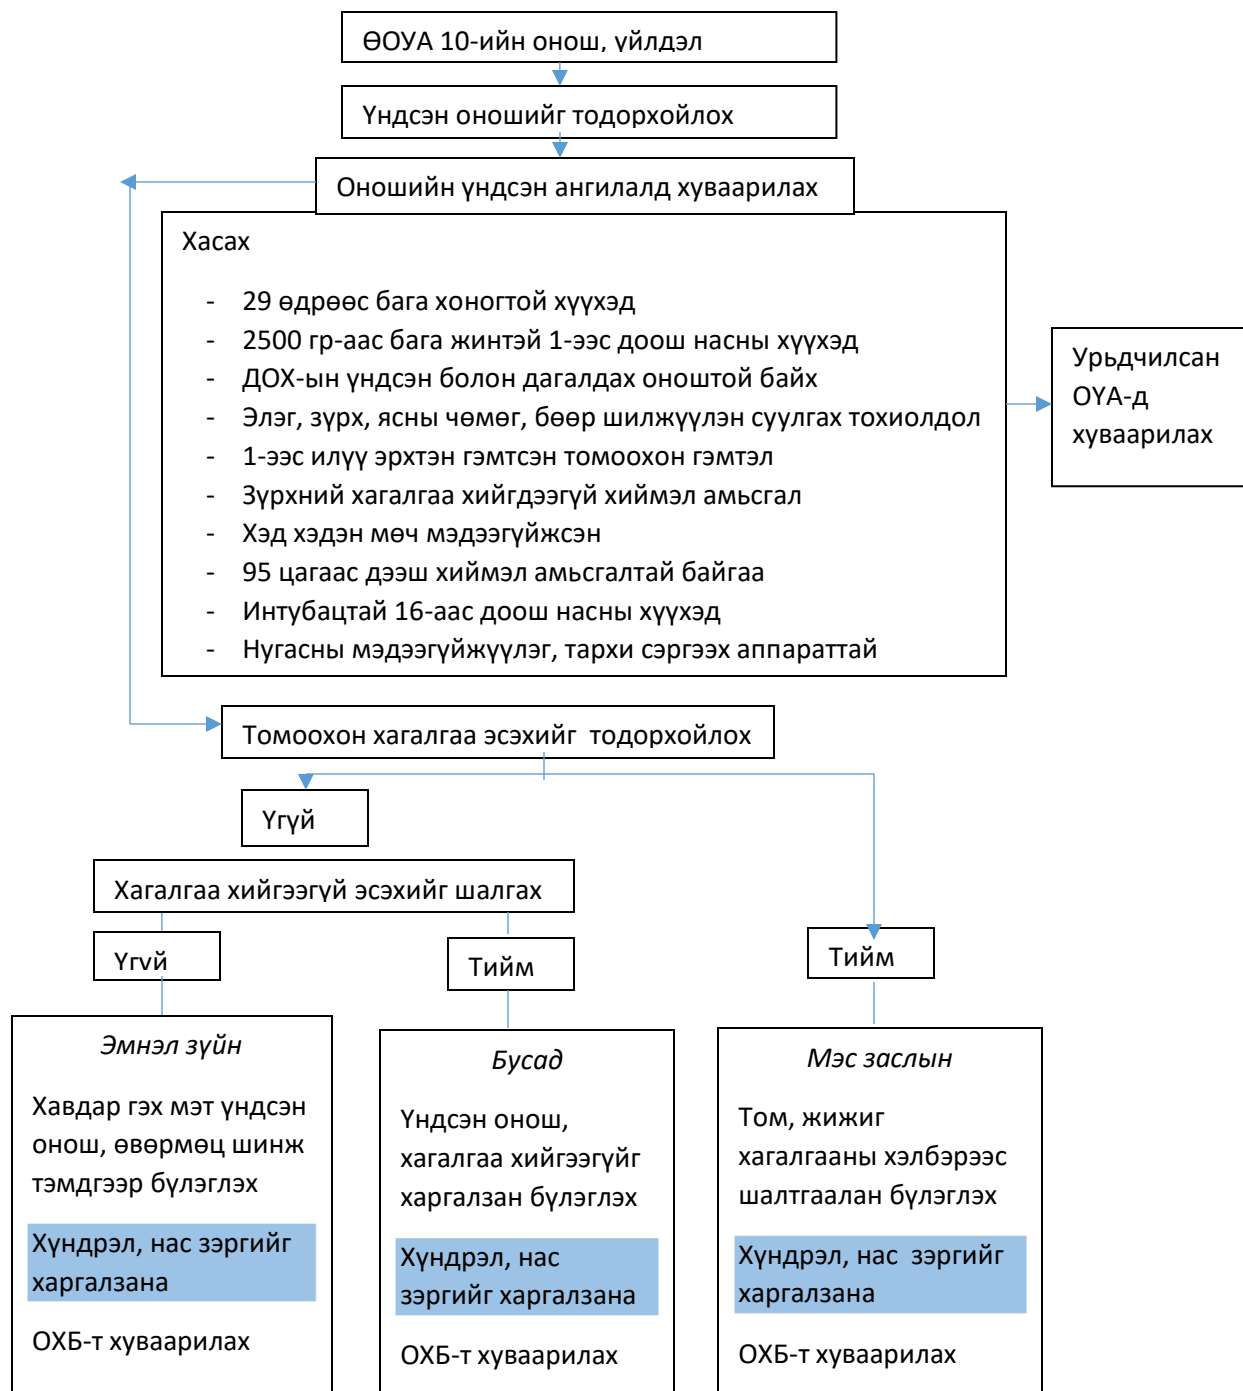 ӨОУА 10-ийн онош, үйлдэл
Үндсэн оношийг тодорхойлох
Оношийн үндсэн ангилалд хуваарилах
Хасах
- 29 өдрөөс бага хоногтой хүүхэд
- 2500 гр-аас бага жинтэй 1-ээс доош насны хүүхэд
- ДОХ-ын үндсэн болон дагалдах оноштой байх
- Элэг, зүрх, ясны чөмөг, бөөр шилжүүлэн суулгах тохиолдол
- 1-ээс илүү эрхтэн гэмтсэн томоохон гэмтэл
- Зүрхний хагалгаа хийгдээгүй хиймэл амьсгал
- Хэд хэдэн мөч мэдээгүйжсэн
- 95 цагаас дээш хиймэл амьсгалтай байгаа
- Интубацтай 16-аас доош насны хүүхэд
- Нугасны мэдээгүйжүүлэг, тархи сэргээх аппараттай
Урьдчилсан
ОҮА-д
хуваарилах
Томоохон хагалгаа эсэхийг тодорхойлох
Үгүй
Хагалгаа хийгээгүй эсэхийг шалгах
Үгүй
Тийм
Тийм
Эмнэл зүйн
Хавдар гэх мэт үндсэн
онош, өвөрмөц шинж
тэмдгээр бүлэглэх
Хүндрэл, нас зэргийг
харгалзана
ОХБ-т хуваарилах
Бусад
Үндсэн онош,
хагалгаа хийгээгүйг
харгалзан бүлэглэх
Хүндрэл, нас
зэргийг харгалзана
ОХБ-т хуваарилах
Мэс заслын
Том, жижиг
хагалгааны хэлбэрээс
шалтгаалан бүлэглэх
Хүндрэл, нас зэргийг
харгалзана
ОХБ-т хуваарилах